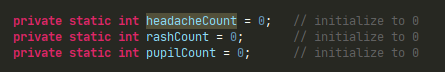 private static int headacheCount = 0;   // initialize to 0
private static int rashCount = 0;       // initialize to 0
private static int pupilCount = 0;      // initialize to 0